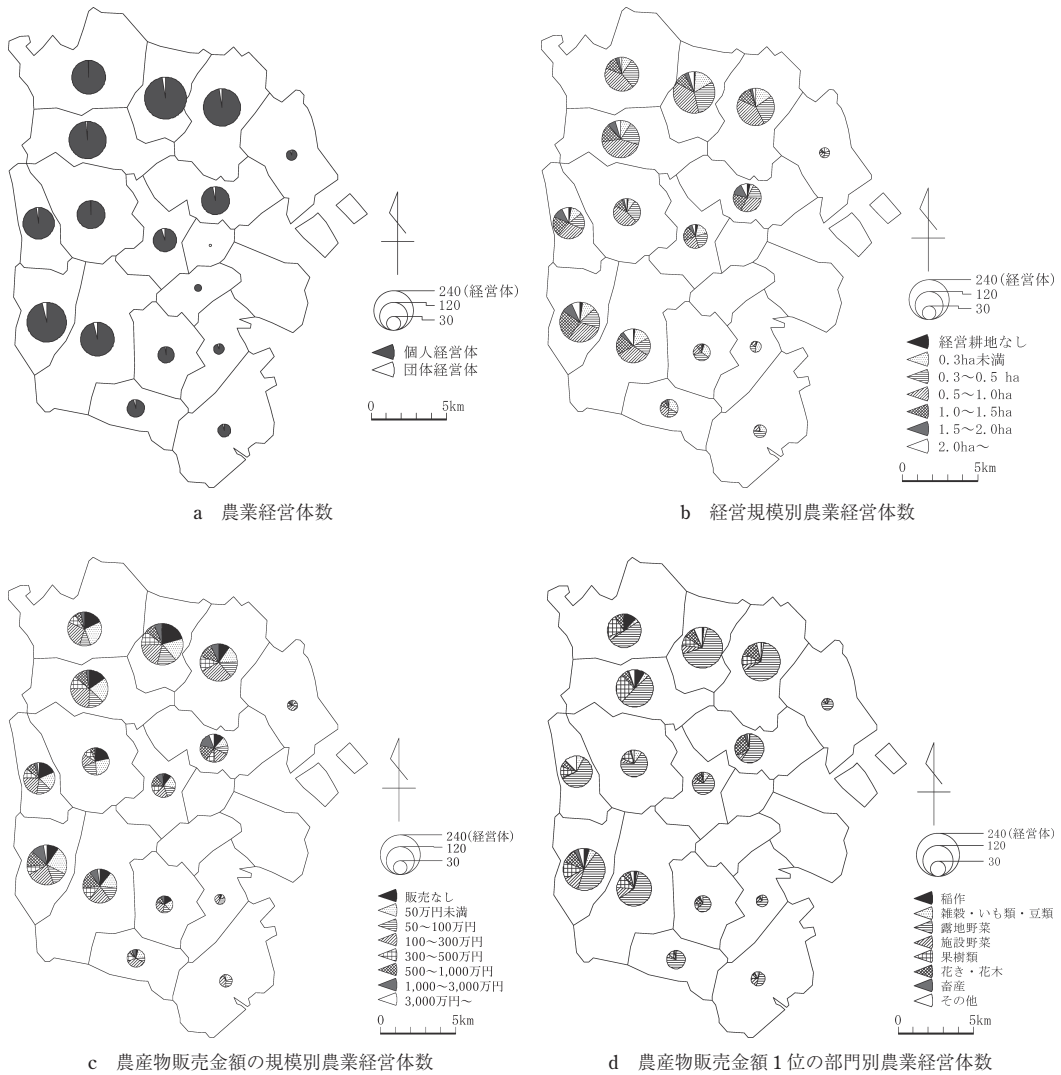 240(経営体)
120
30
個人経営体
団体経営体
0 5km
a 農業経営体数
240(経営体)
120
30
経営耕地なし
0.3ha未満
0.3〜0.5 ha
0.5〜1.0ha
1.0〜1.5ha
1.5〜2.0ha
2.0ha〜
0 5km
b 経営規模別農業経営体数
240(経営体)
120
30
販売なし
50万円未満
50〜100万円
100〜300万円
300〜500万円
500〜1,000万円
1,000〜3,000万円
3,000万円〜
0 5km
c 農産物販売金額の規模別農業経営体数
240(経営体)
120
30
稲作
雑穀・いも類・豆類
露地野菜
施設野菜
果樹類
花き・花木
畜産
その他
0 5km
d 農産物販売金額1位の部門別農業経営体数